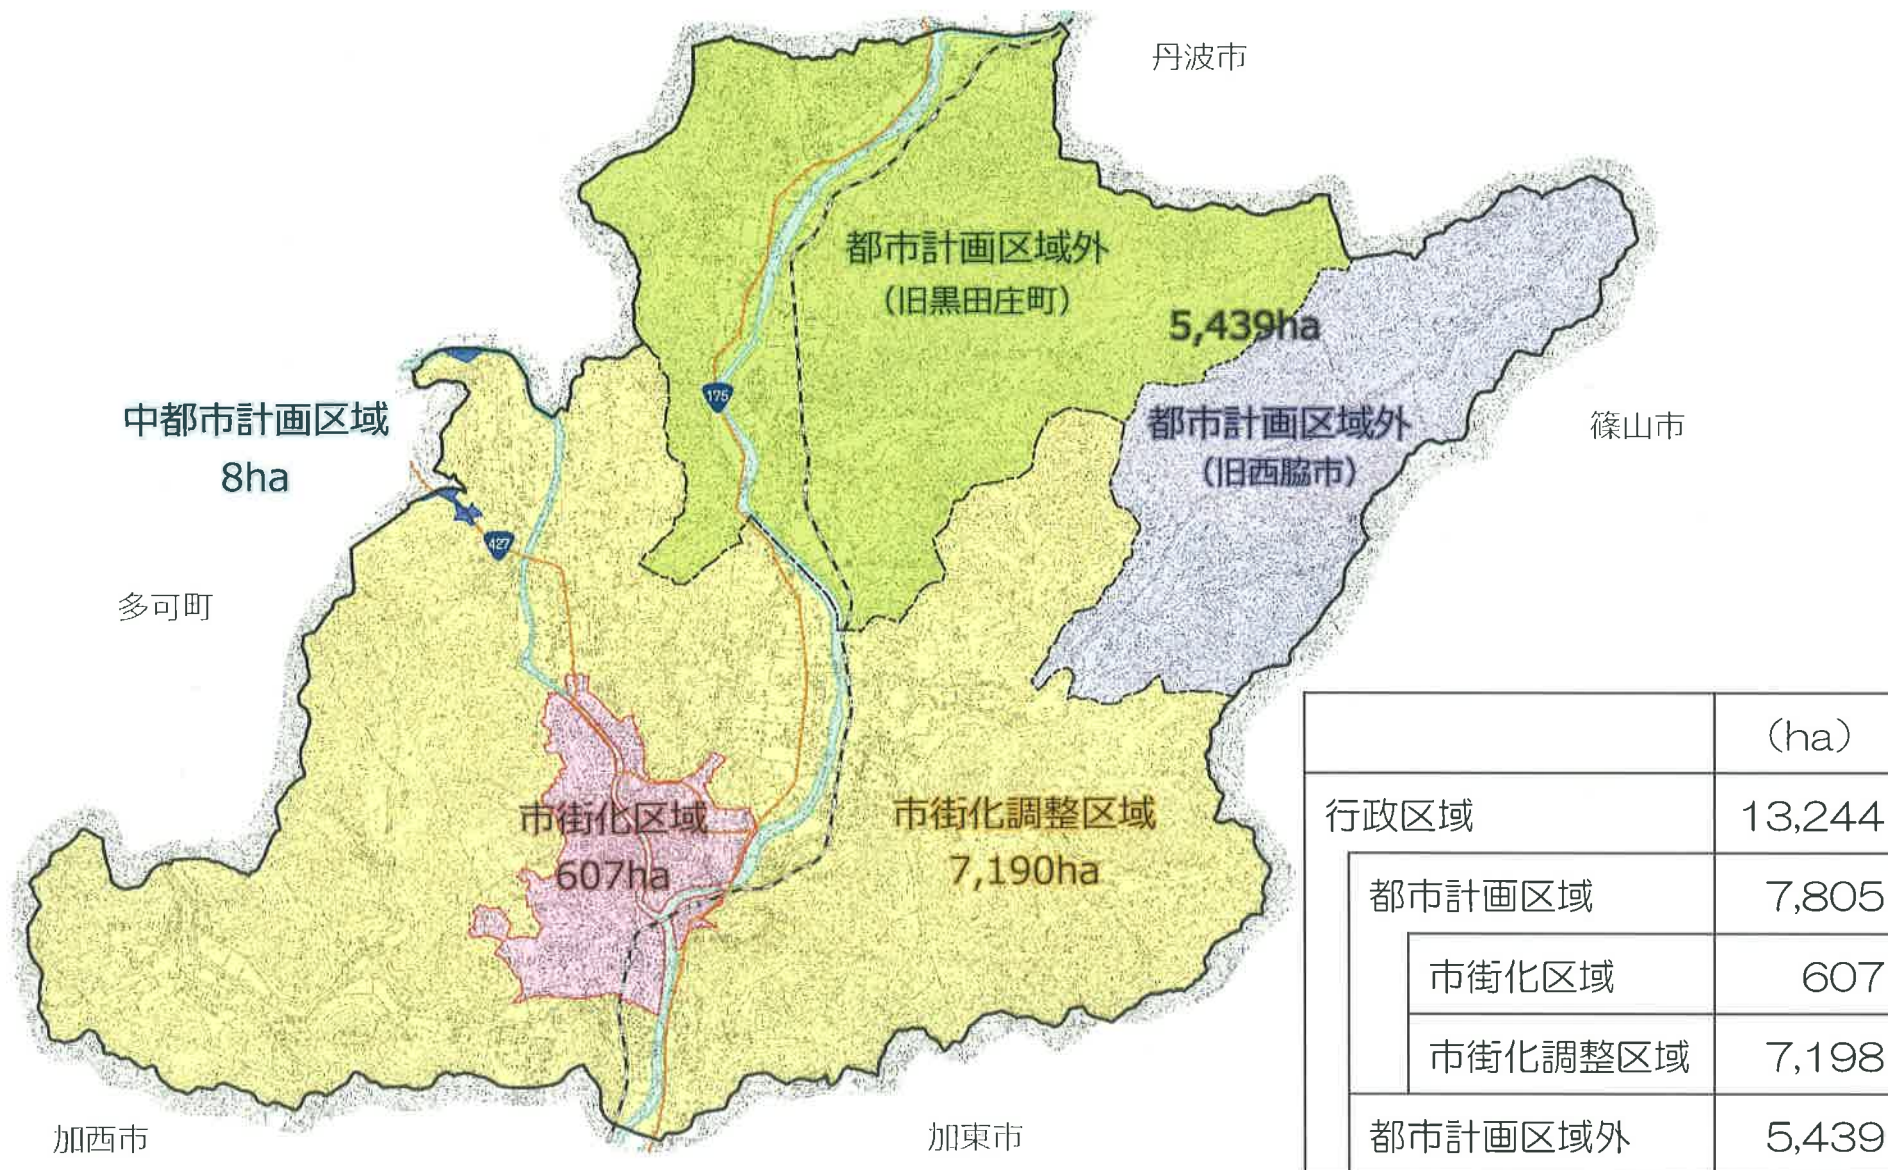 丹波市
都市計画区域外
（旧黒田庄町）
5,439ha
175
中都市計画区域
8ha
都市計画区域外
（旧西脇市）
篠山市
427
多可町
市街化区域
607ha
市街化調整区域
7,190ha
加西市
加東市
（ha）
行政区域 13,244
都市計画区域 7,805
市街化区域 607
市街化調整区域 7,198
都市計画区域外 5,439